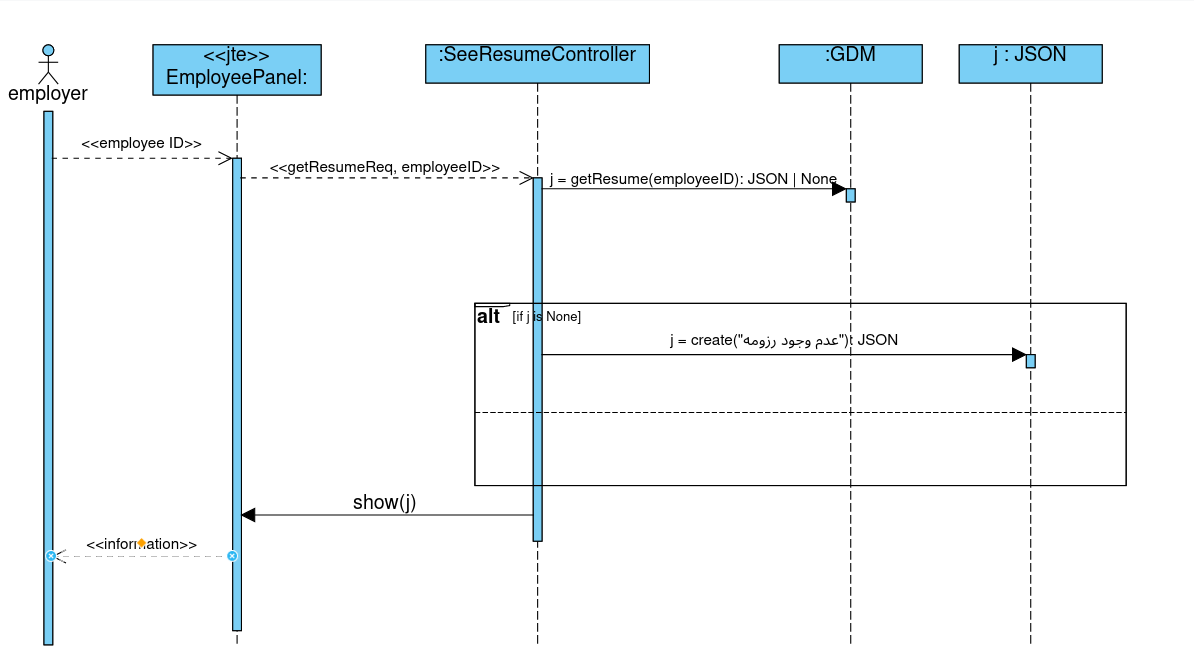 <<jte>>
EmployeePanel:
:SeeResumeController
:GDM
j : JSON
employer
<<employee ID>>
<<getResumeReq, employeeID>>
j = getResume(employeeID): JSON | None
alt [if j is None]
j = create("عدم وجود رزومه"): JSON
show(j)
<<information>>